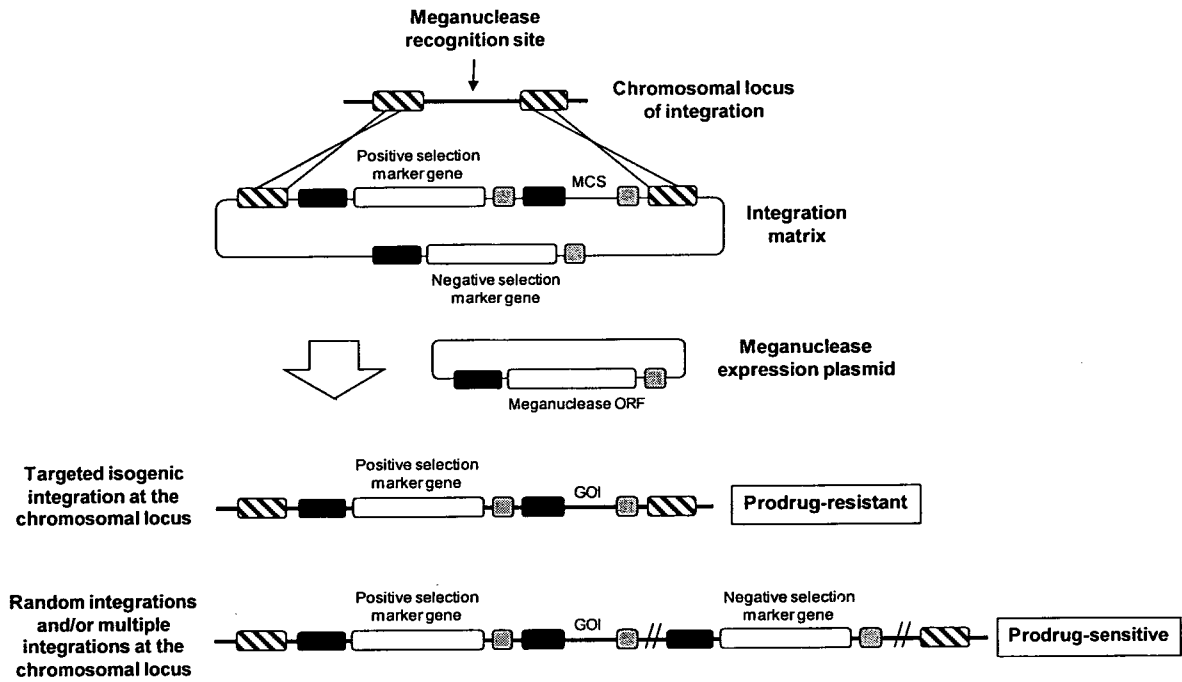 Meganuclease
recognition site
Chromosomal locus
of integration
Positive selection
marker gene
MCS
Integration
matrix
Negative selection
marker gene
Meganuclease
expression plasmid
Meganuclease ORF
Targeted isogenic
integration at the
chromosomal locus
Positive selection
marker gene
GOI
Prodrug-resistant
Random integrations
and/or multiple
integrations at the
chromosomal locus
Positive selection
marker gene
GOI
Negative selection
marker gene
Prodrug-sensitive